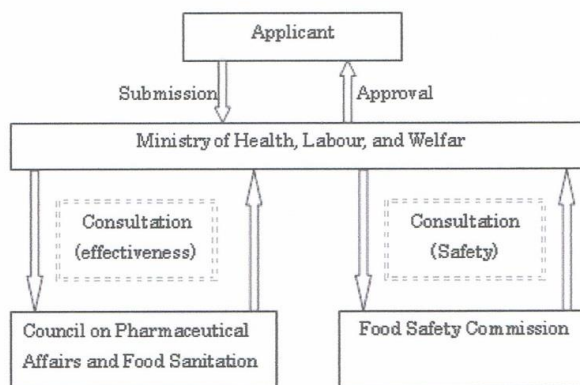 Applicant
Submission
Approval
Ministry of Health, Labour, and Welfar
Consultation
(effectiveness)
Consultation
(Safety)
Council on Pharmaceutical
Affairs and Food Sanitation
Food Safety Commission